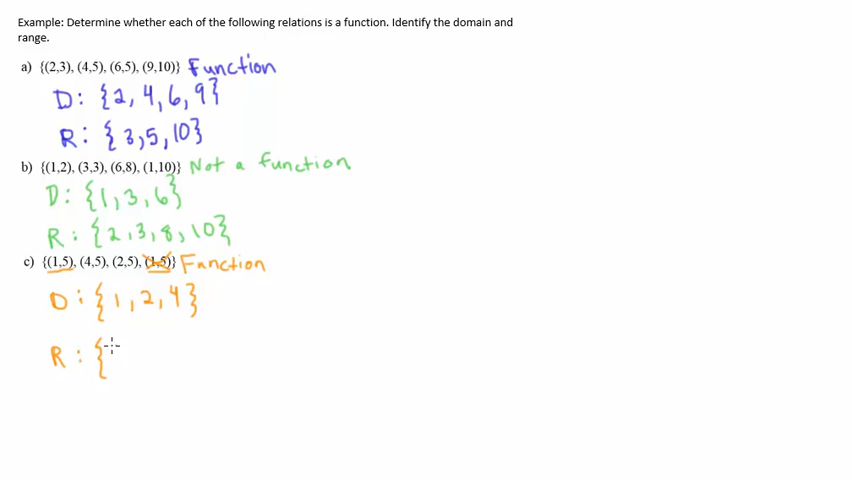 Example: Determine whether each of the following relations is a function. Identify the domain and
range.
a) {(2,3), (4,5), (6,5), (9,10)} Function
D: {2, 4, 6, 9}
R: {3, 5, 10}
b) {(1,2), (3,3), (6,8), (1,10)} Not a function
D: {1, 3, 6}
R: {2, 3, 8, 10}
c) {(1,5), (4,5), (2,5), (1,5)} Function
D: {1, 2, 4}
R: {